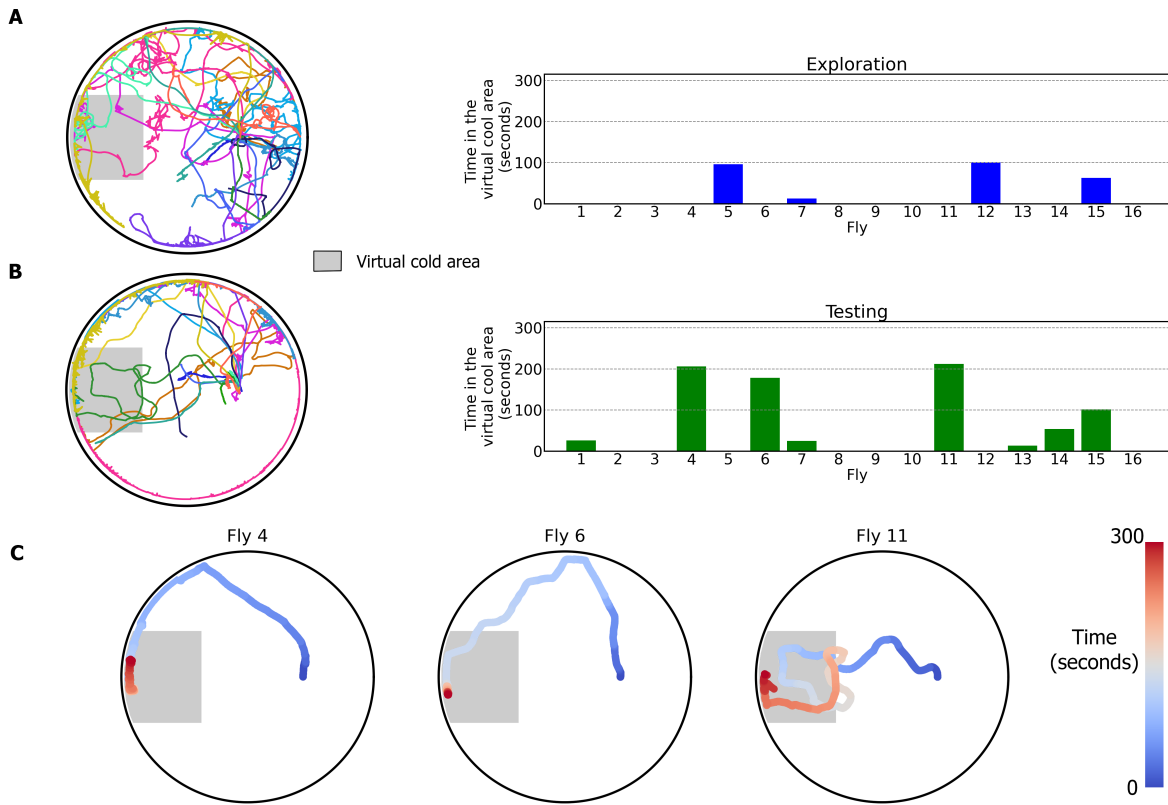 A
Exploration
Time in the
virtual cool area
(seconds)
300
200
100
0
1 2 3 4 5 6 7 8 9 10 11 12 13 14 15 16
Fly
Virtual cold area
B
Testing
Time in the
virtual cool area
(seconds)
300
200
100
0
1 2 3 4 5 6 7 8 9 10 11 12 13 14 15 16
Fly
C
Fly 4
Fly 6
Fly 11
300
Time
(seconds)
0